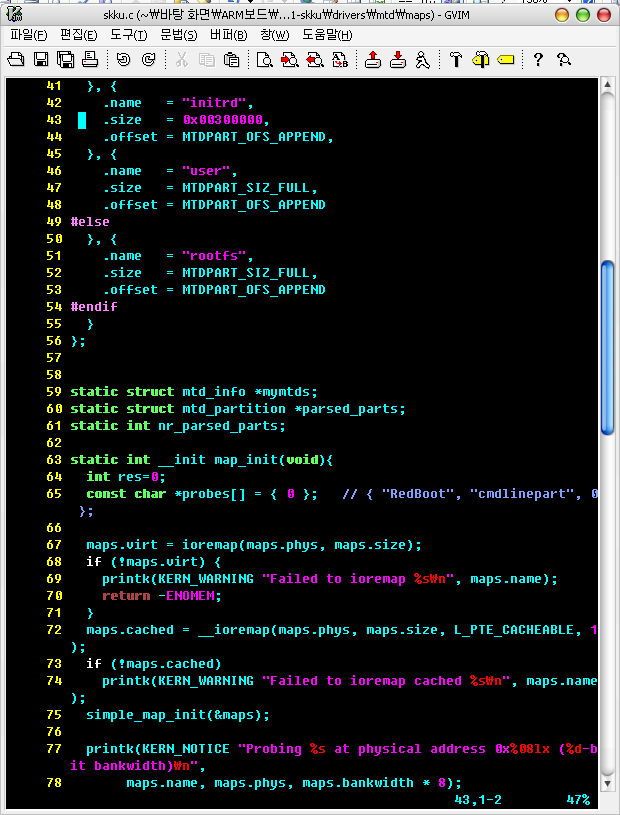 skku.c (~₩바탕 화면₩ARM보드₩...1-skku₩drivers₩mtd₩maps) - GVIM
파일(F) 편집(E) 도구(T) 문법(S) 버퍼(B) 창(W) 도움말(H)
41   }, {
42     .name   = "initrd",
43     .size   = 0x00300000,
44     .offset = MTDPART_OFS_APPEND,
45   }, {
46     .name   = "user",
47     .size   = MTDPART_SIZ_FULL,
48     .offset = MTDPART_OFS_APPEND
49 #else
50   }, {
51     .name   = "rootfs",
52     .size   = MTDPART_SIZ_FULL,
53     .offset = MTDPART_OFS_APPEND
54 #endif
55   }
56 };
57
58
59 static struct mtd_info *mymtds;
60 static struct mtd_partition *parsed_parts;
61 static int nr_parsed_parts;
62
63 static int __init map_init(void){
64   int res=0;
65   const char *probes[] = { 0 };   // { "RedBoot", "cmdlinepart", 0
 };
66
67   maps.virt = ioremap(maps.phys, maps.size);
68   if (!maps.virt) {
69     printk(KERN_WARNING "Failed to ioremap %s₩n", maps.name);
70     return -ENOMEM;
71   }
72   maps.cached = __ioremap(maps.phys, maps.size, L_PTE_CACHEABLE, 1
);
73   if (!maps.cached)
74     printk(KERN_WARNING "Failed to ioremap cached %s₩n", maps.name
);
75   simple_map_init(&maps);
76
77   printk(KERN_NOTICE "Probing %s at physical address 0x%08lx (%d-b
it bankwidth)₩n",
78        maps.name, maps.phys, maps.bankwidth * 8);
43,1-2        47%